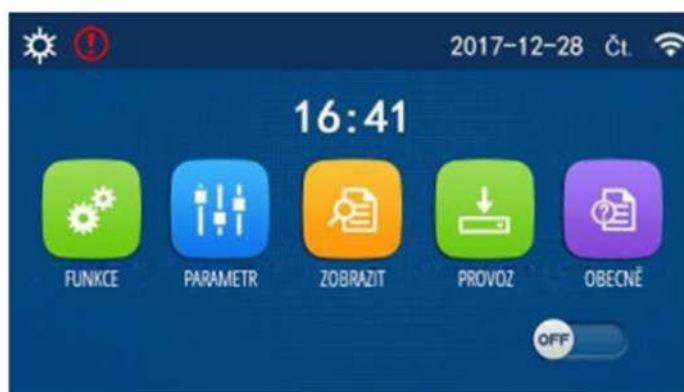 2017-12-28 Čt.
16:41
FUNKCE PARAMETR ZOBRAZIT PROVOZ OBECNĚ
OFF